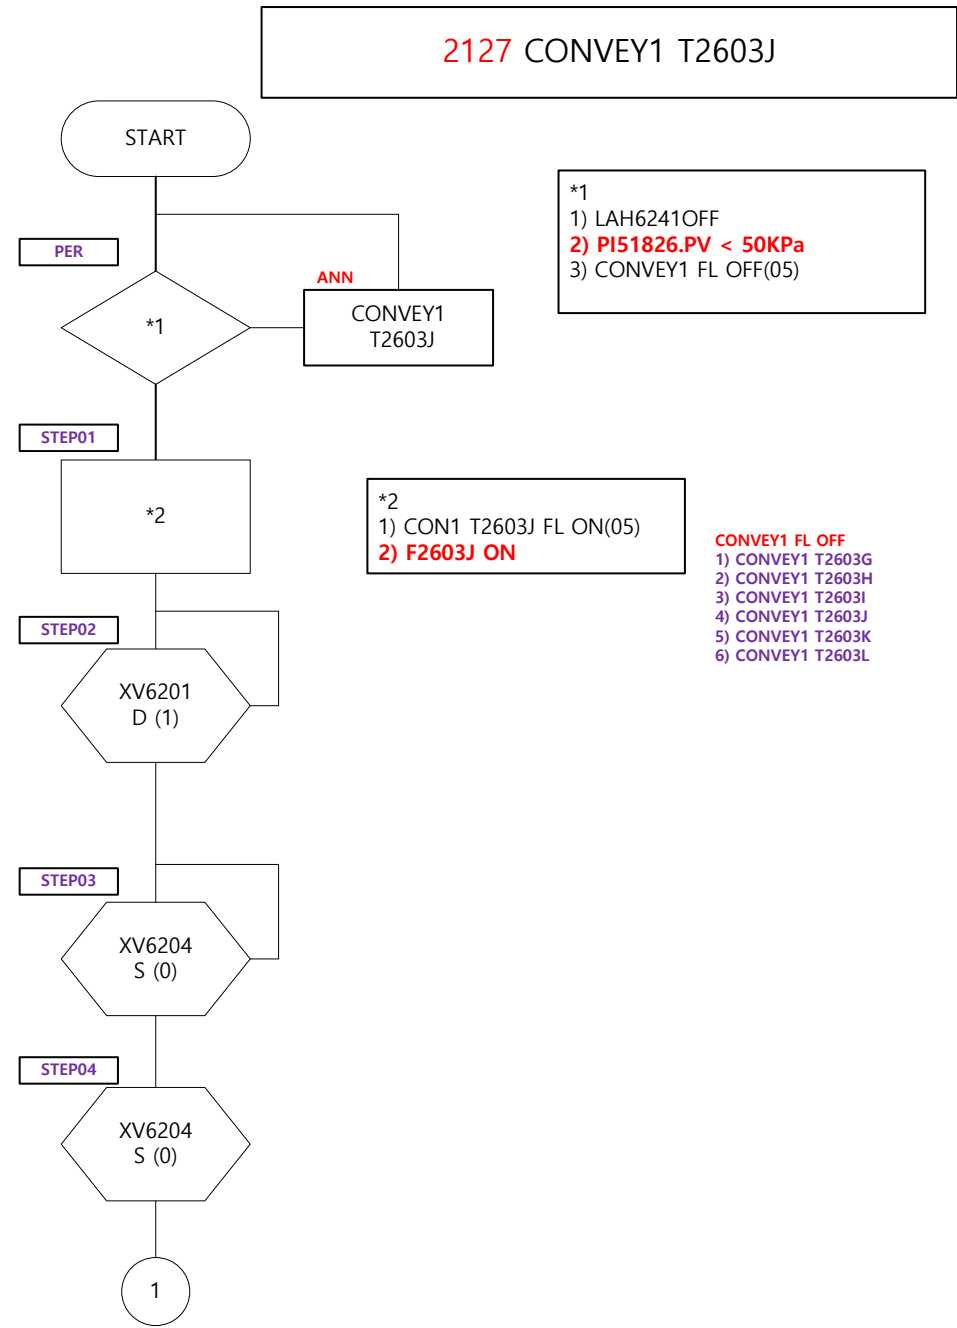 2127 CONVEY1 T2603J
START
*1
1) LAH6241OFF
2) PI51826.PV < 50KPa
3) CONVEY1 FL OFF(05)
PER
ANN
*1
CONVEY1
T2603J
STEP01
*2
*2
1) CON1 T2603J FL ON(05)
2) F2603J ON
CONVEY1 FL OFF
1) CONVEY1 T2603G
2) CONVEY1 T2603H
3) CONVEY1 T2603I
4) CONVEY1 T2603J
5) CONVEY1 T2603K
6) CONVEY1 T2603L
STEP02
XV6201
D (1)
STEP03
XV6204
S (0)
STEP04
XV6204
S (0)
1